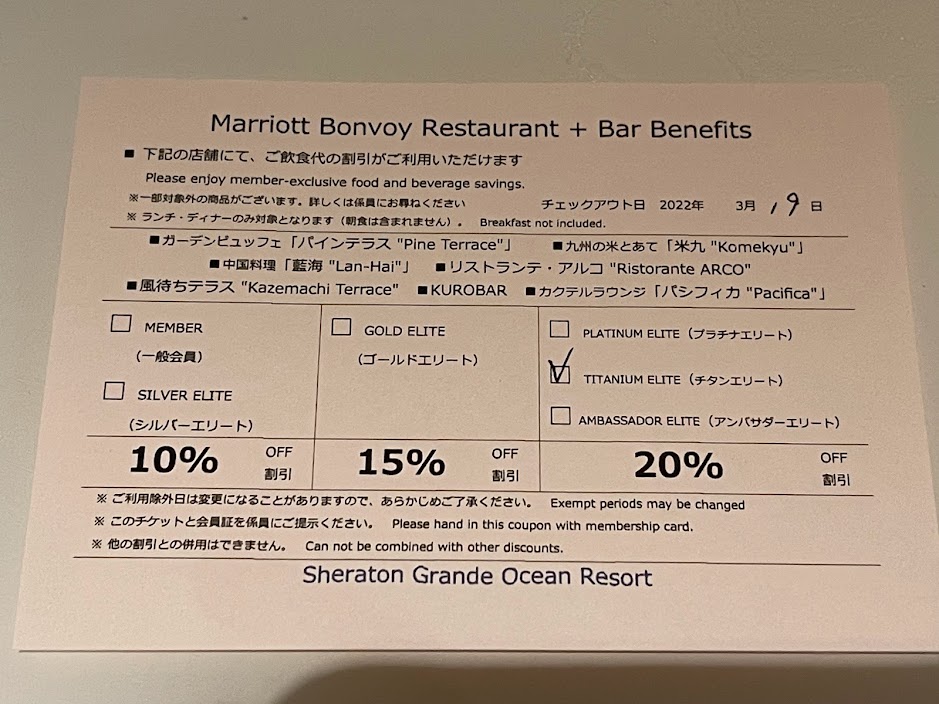 Marriott Bonvoy Restaurant + Bar Benefits
■ 下記の店舗にて、ご飲食代の割引がご利用いただけます
Please enjoy member-exclusive food and beverage savings.
※一部対象外の商品がございます。詳しくは係員にお尋ねください
チェックアウト日 2022年 3月 19日
※ ランチ・ディナーのみ対象となります（朝食は含まれません）。 Breakfast not included.
■ガーデンビュッフェ「パインテラス "Pine Terrace"」 ■九州の米とあて「米九 "Komekyu"」
■中国料理「藍海 "Lan-Hai"」 ■リストランテ・アルコ "Ristorante ARCO"
■風待ちテラス "Kazemachi Terrace" ■KUROBAR ■カクテルラウンジ「パシフィカ "Pacifica"」
MEMBER
（一般会員）
SILVER ELITE
（シルバーエリート）
10% OFF
割引
GOLD ELITE
（ゴールドエリート）
15% OFF
割引
PLATINUM ELITE（プラチナエリート）
TITANIUM ELITE（チタンエリート）
AMBASSADOR ELITE（アンバサダーエリート）
20% OFF
割引
※ ご利用除外日は変更になることがありますので、あらかじめご了承ください。 Exempt periods may be changed
※ このチケットと会員証を係員にご提示ください。 Please hand in this coupon with membership card.
※ 他の割引との併用はできません。 Can not be combined with other discounts.
Sheraton Grande Ocean Resort